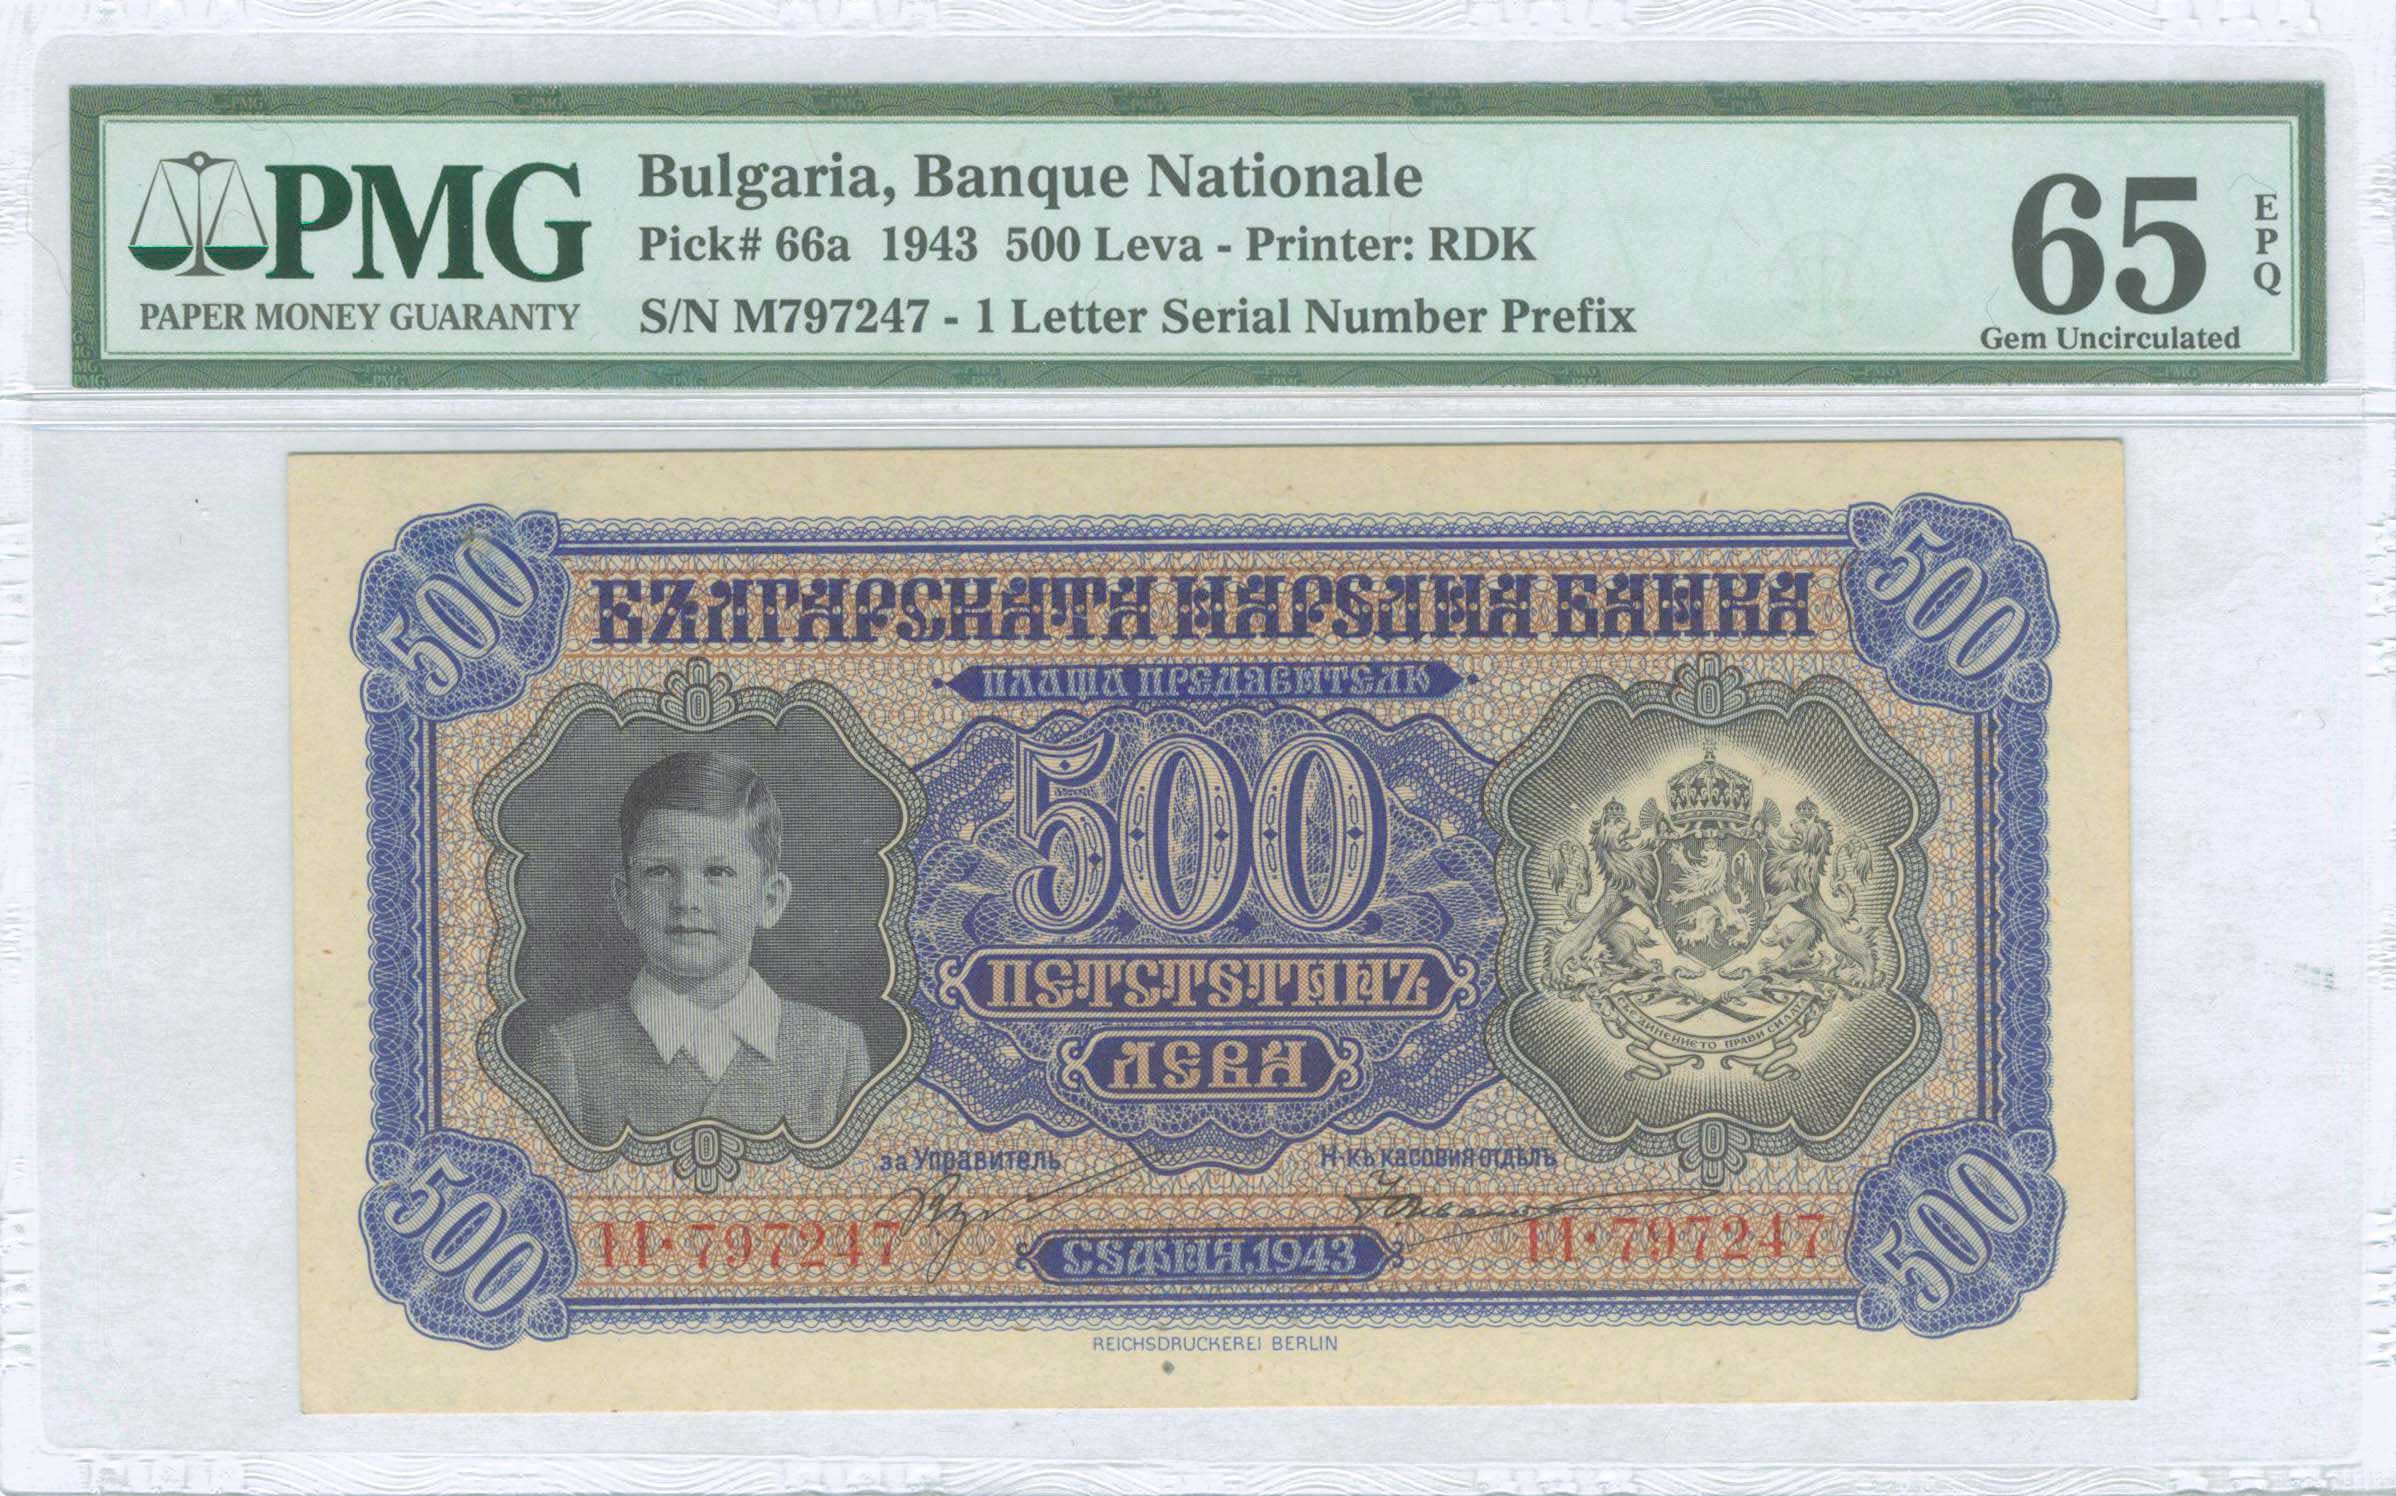 PMG
PAPER MONEY GUARANTY
Bulgaria, Banque Nationale
Pick# 66a 1943 500 Leva - Printer: RDK
S/N M797247 - 1 Letter Serial Number Prefix
65
EPQ
Gem Uncirculated
500
500
БЪЛГАРСКАТА НАРОДНА БАНКА
ПЛАЩА ПРЕДЯВИТЕЛЮ
500
ПЕТСТОТИНЪ
ЛЕВА
СЪЕДИНЕНИЕТО ПРАВИ СИЛАТА
за Управитель
Н-къ касовия отдѣлъ
М·797247
СОФИЯ.1943
М·797247
500
500
REICHSDRUCKEREI BERLIN